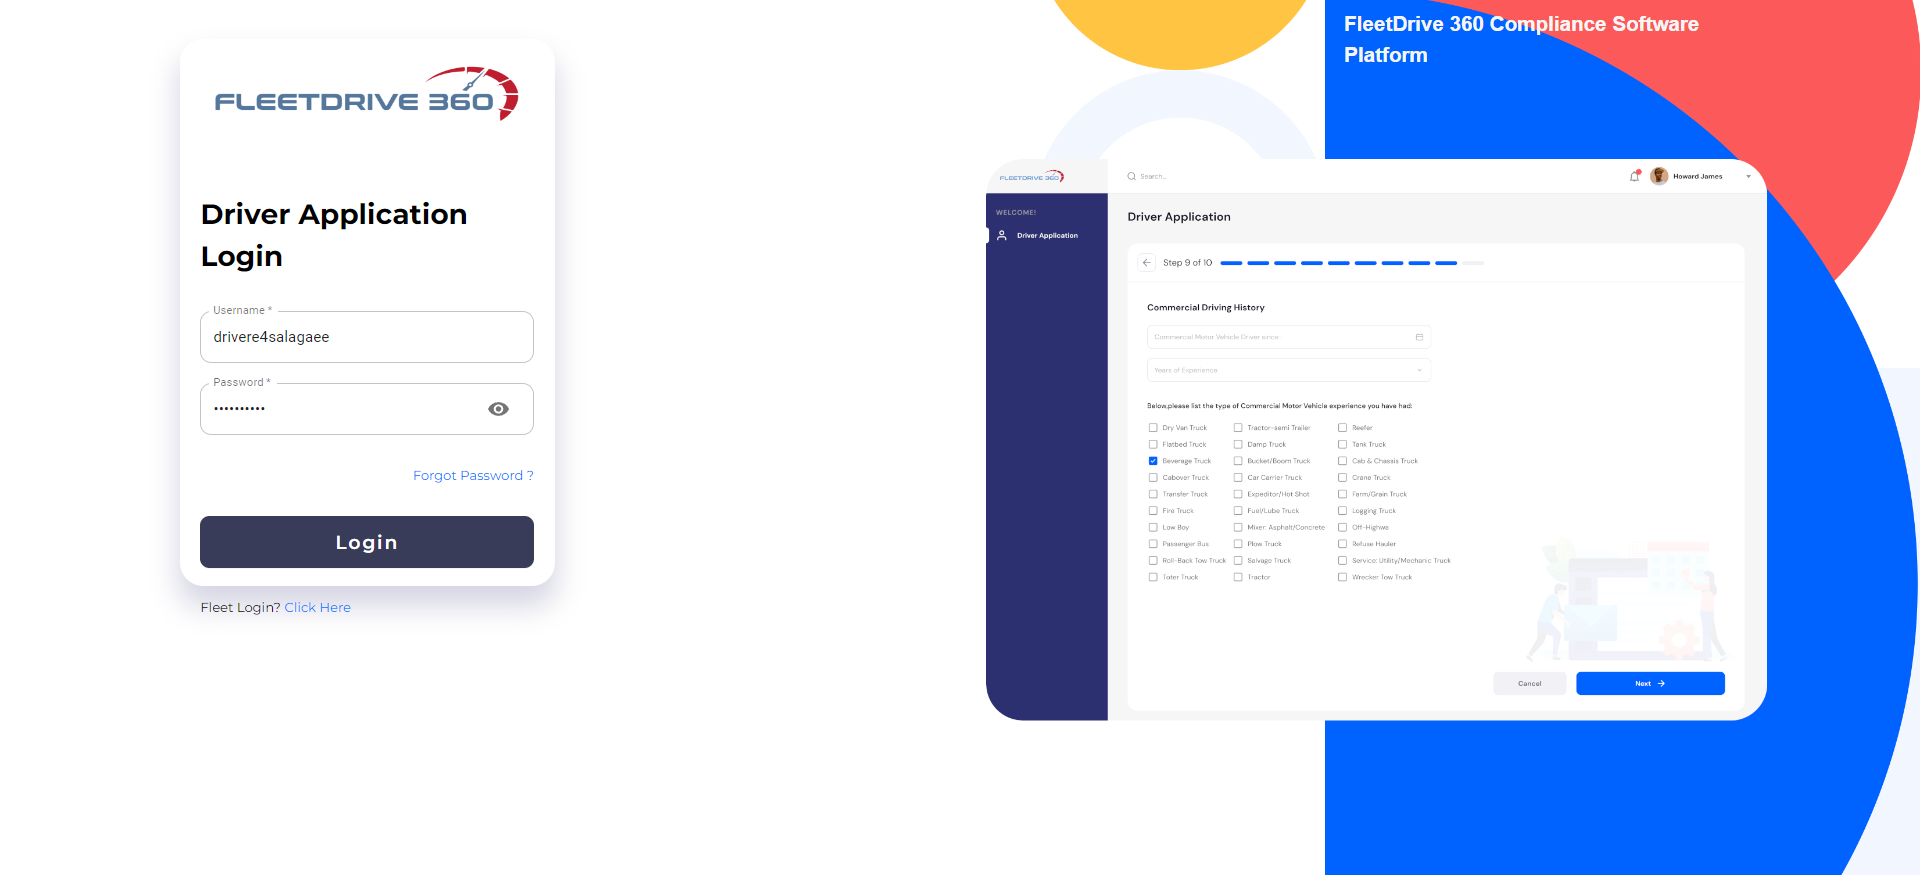 FLEETDRIVE 360
Driver Application
Login
Username *
drivere4salagaee
Password *
••••••••••
Forgot Password ?
Login
Fleet Login? Click Here
FleetDrive 360 Compliance Software
Platform
FLEETDRIVE 360
Search..
Howard James
WELCOME!
Driver Application
Driver Application
Step 9 of 10
Commercial Driving History
Commercial Motor Vehicle Driver since :
Years of Experience
Below,please list the type of Commercial Motor Vehicle experience you have had:
Dry Van Truck Tractor-semi Trailer Reefer
Flatbed Truck Damp Truck Tank Truck
Beverage Truck Bucket/Boom Truck Cab & Chassis Truck
Cabover Truck Car Carrier Truck Crane Truck
Transfer Truck Expeditor/Hot Shot Farm/Grain Truck
Fire Truck Fuel/Lube Truck Logging Truck
Low Boy Mixer: Asphalt/Concrete Off-Highwa
Passenger Bus Plow Truck Refuse Hauler
Roll-Back Tow Truck Salvage Truck Service: Utility/Mechanic Truck
Toter Truck Tractor Wrecker Tow Truck
Cancel
Next